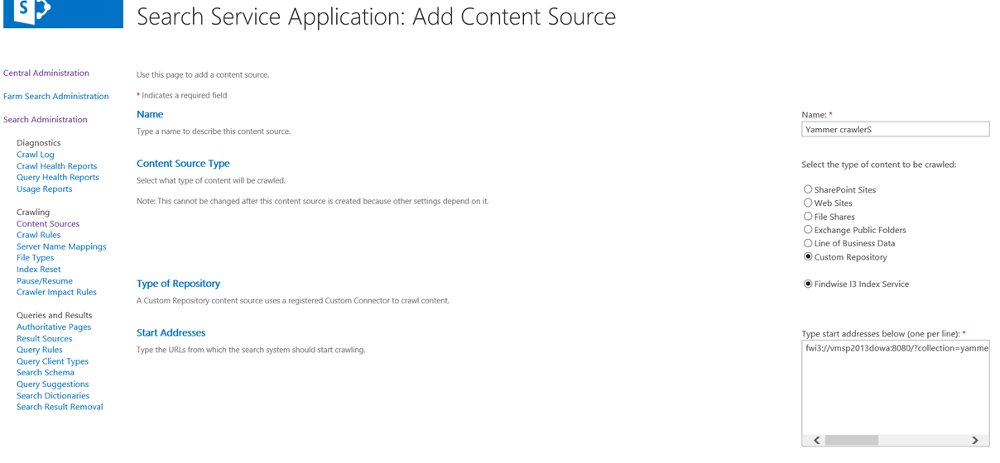 Search Service Application: Add Content Source
Central Administration
Farm Search Administration
Search Administration
Diagnostics
Crawl Log
Crawl Health Reports
Query Health Reports
Usage Reports
Crawling
Content Sources
Crawl Rules
Server Name Mappings
File Types
Index Reset
Pause/Resume
Crawler Impact Rules
Queries and Results
Authoritative Pages
Result Sources
Query Rules
Query Client Types
Search Schema
Query Suggestions
Search Dictionaries
Search Result Removal
Use this page to add a content source.
* Indicates a required field
Name
Type a name to describe this content source.
Name: *
Yammer crawlerS
Content Source Type
Select what type of content will be crawled.
Note: This cannot be changed after this content source is created because other settings depend on it.
Select the type of content to be crawled:
SharePoint Sites
Web Sites
File Shares
Exchange Public Folders
Line of Business Data
Custom Repository
Type of Repository
A Custom Repository content source uses a registered Custom Connector to crawl content.
Findwise I3 Index Service
Start Addresses
Type the URLs from which the search system should start crawling.
Type start addresses below (one per line): *
fwi3://vmsp2013dowa:8080/?collection=yamme